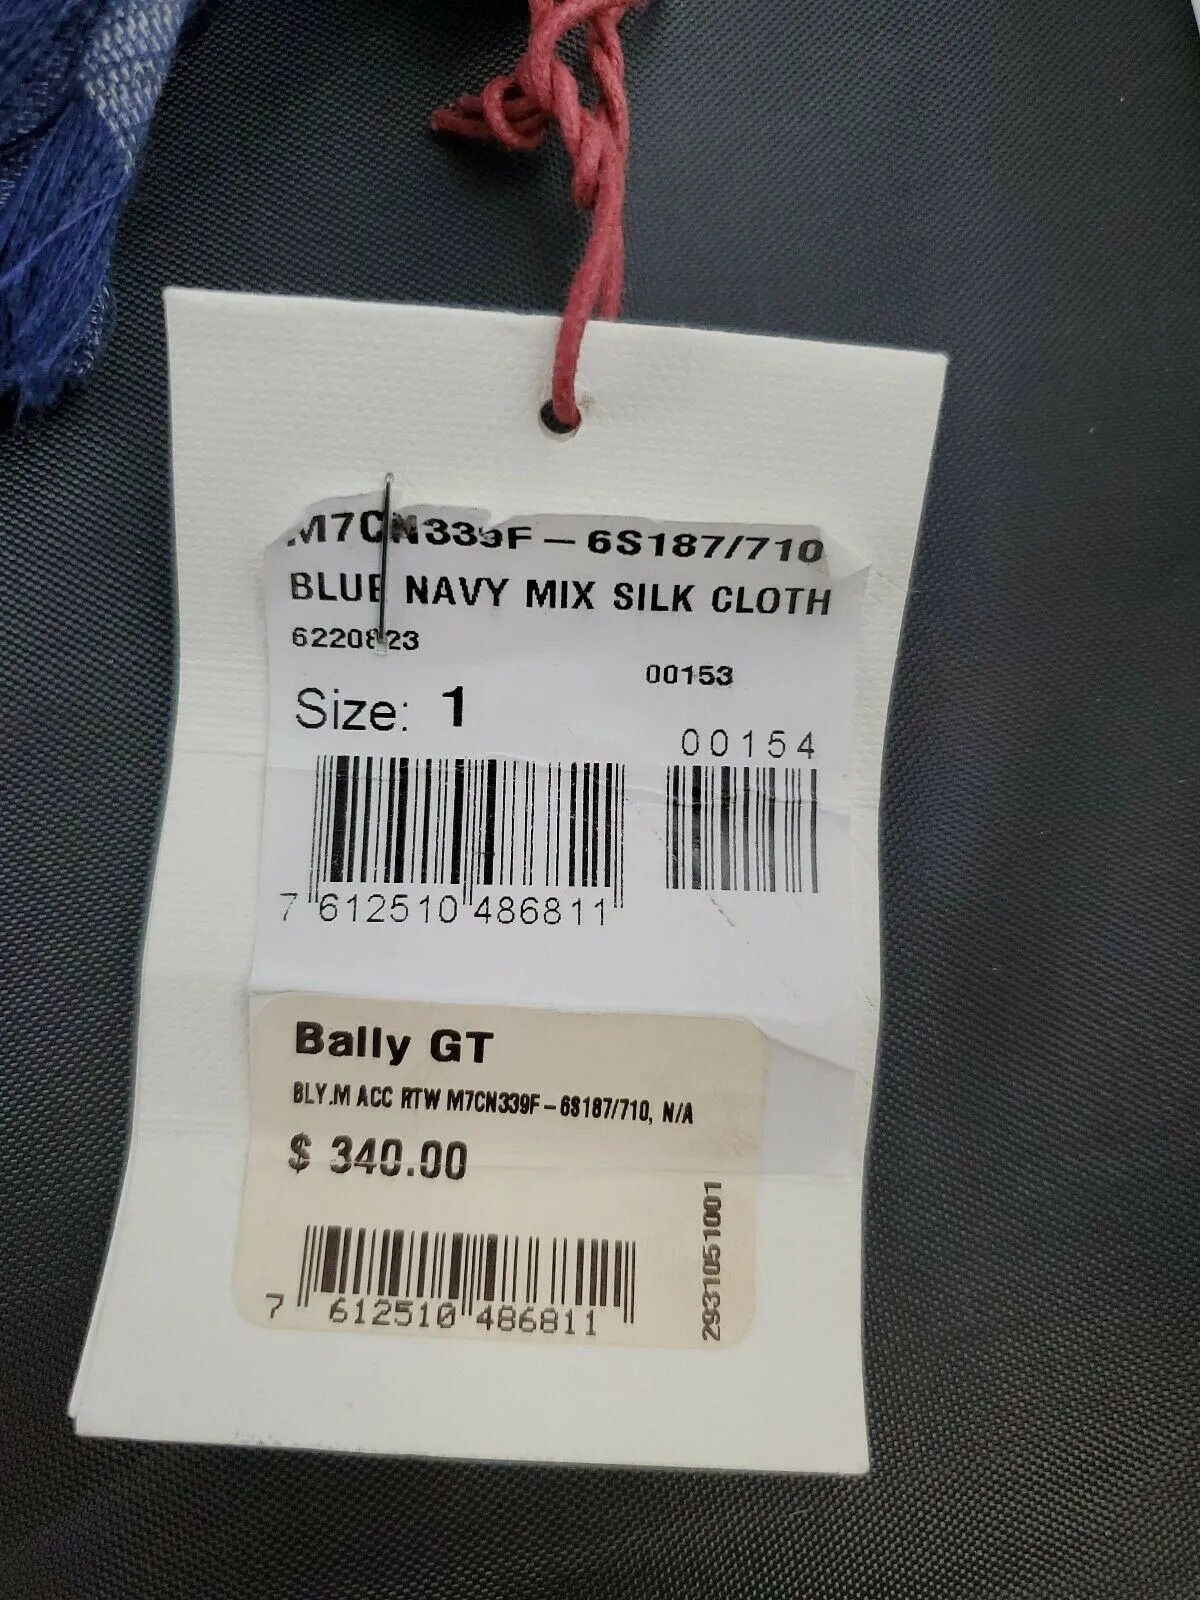 M7CN339F-6S187/710
BLUE NAVY MIX SILK CLOTH
6220823
00153
Size: 1
00154
7 612510 486811
Bally GT
BLY.M ACC RTW M7CN339F-6S187/710, N/A
$ 340.00
2931051001
7 612510 486811